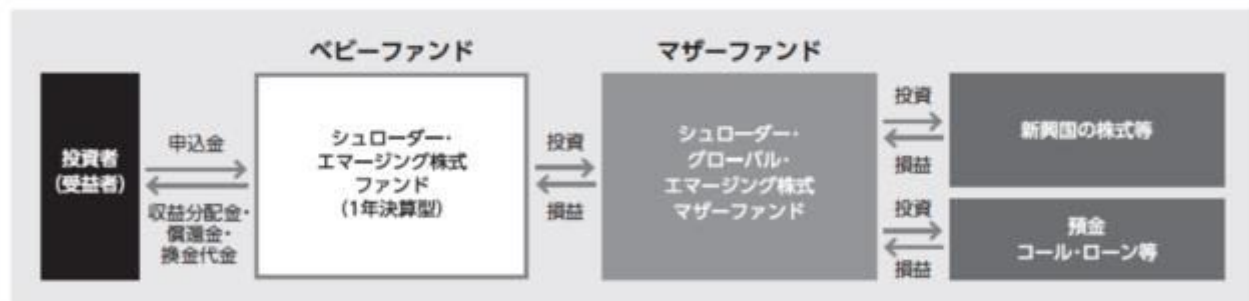 ベビーファンド
マザーファンド
投資者
(受益者)
申込金
収益分配金・
償還金・
換金代金
シュローダー・
エマージング株式
ファンド
(1年決算型)
投資
損益
シュローダー・
グローバル・
エマージング株式
マザーファンド
投資
損益
新興国の株式等
投資
損益
預金
コール・ローン等